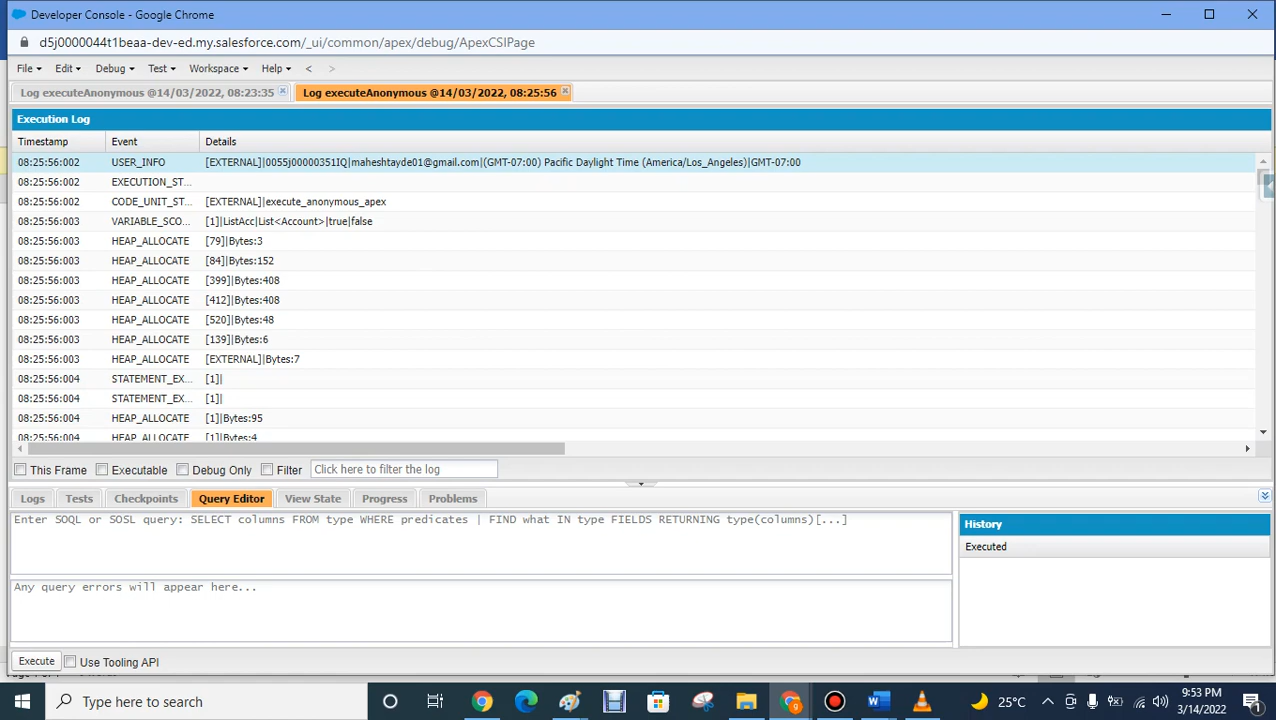 Developer Console - Google Chrome
d5j0000044t1beaa-dev-ed.my.salesforce.com/_ui/common/apex/debug/ApexCSIPage
File Edit Debug Test Workspace Help < >
Log executeAnonymous @14/03/2022, 08:23:35 Log executeAnonymous @14/03/2022, 08:25:56
Execution Log
Timestamp Event Details
08:25:56:002 USER_INFO [EXTERNAL]|0055j00000351IQ|maheshtayde01@gmail.com|(GMT-07:00) Pacific Daylight Time (America/Los_Angeles)|GMT-07:00
08:25:56:002 EXECUTION_ST...
08:25:56:002 CODE_UNIT_ST... [EXTERNAL]|execute_anonymous_apex
08:25:56:003 VARIABLE_SCO... [1]|ListAcc|List<Account>|true|false
08:25:56:003 HEAP_ALLOCATE [79]|Bytes:3
08:25:56:003 HEAP_ALLOCATE [84]|Bytes:152
08:25:56:003 HEAP_ALLOCATE [399]|Bytes:408
08:25:56:003 HEAP_ALLOCATE [412]|Bytes:408
08:25:56:003 HEAP_ALLOCATE [520]|Bytes:48
08:25:56:003 HEAP_ALLOCATE [139]|Bytes:6
08:25:56:003 HEAP_ALLOCATE [EXTERNAL]|Bytes:7
08:25:56:004 STATEMENT_EX... [1]|
08:25:56:004 STATEMENT_EX... [1]|
08:25:56:004 HEAP_ALLOCATE [1]|Bytes:95
08:25:56:004 HEAP_ALLOCATE [1]|Bytes:4
This Frame Executable Debug Only Filter Click here to filter the log
Logs Tests Checkpoints Query Editor View State Progress Problems
Enter SOQL or SOSL query: SELECT columns FROM type WHERE predicates | FIND what IN type FIELDS RETURNING type(columns)[...]
History
Executed
Any query errors will appear here...
Execute Use Tooling API
Type here to search
9
25°C
9:53 PM
3/14/2022
1